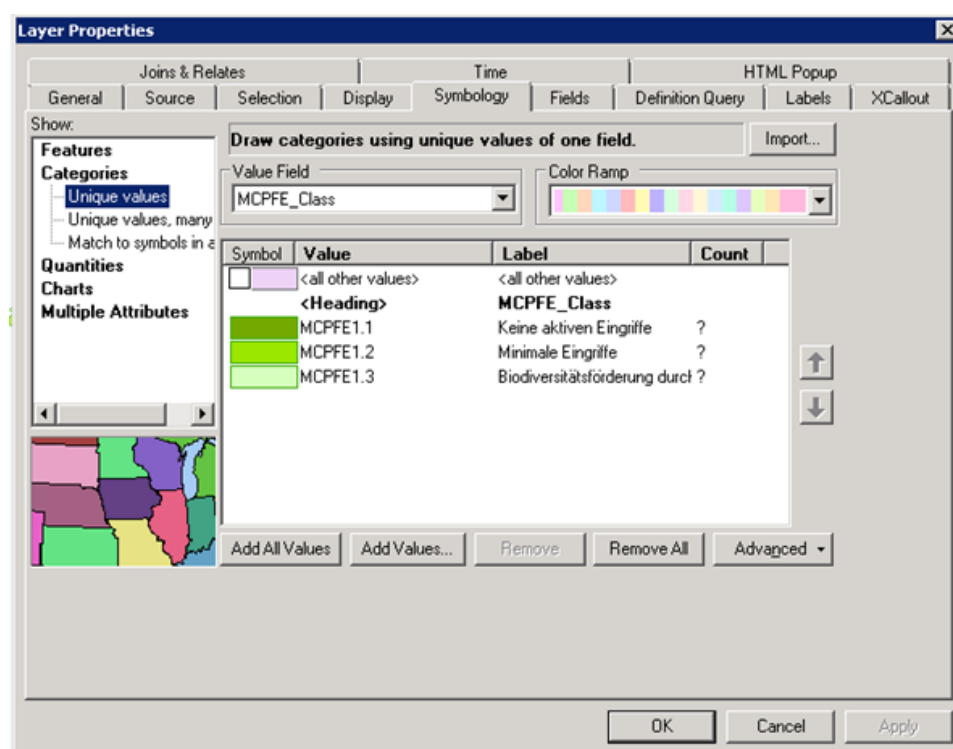 Layer Properties
Joins & Relates Time HTML Popup
General Source Selection Display Symbology Fields Definition Query Labels XCallout
Show:
Features
Categories
Unique values
Unique values, many
Match to symbols in a
Quantities
Charts
Multiple Attributes
Draw categories using unique values of one field.
Import...
Value Field
MCPFE_Class
Color Ramp
Symbol Value Label Count
<all other values> <all other values>
<Heading> MCPFE_Class
MCPFE1.1 Keine aktiven Eingriffe ?
MCPFE1.2 Minimale Eingriffe ?
MCPFE1.3 Biodiversitätsförderung durch ?
Add All Values Add Values... Remove Remove All Advanced
OK Cancel Apply